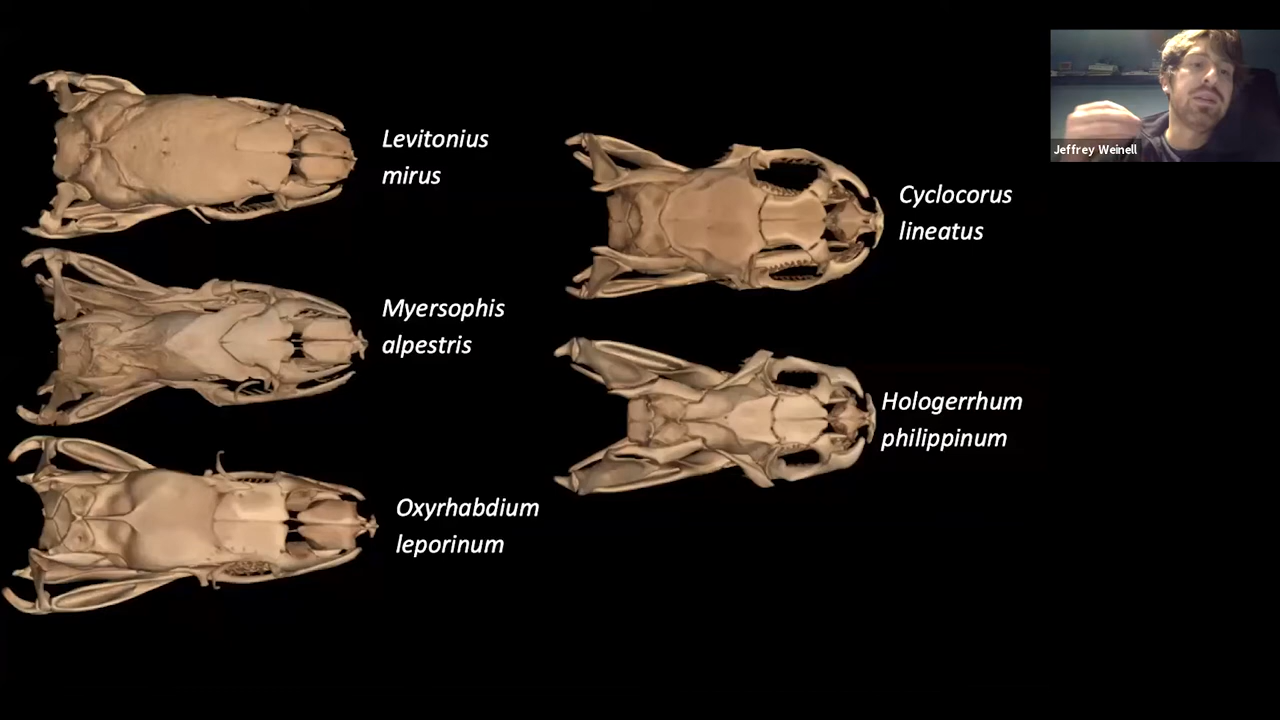 Levitonius
mirus
Myersophis
alpestris
Oxyrhabdium
leporinum
Cyclocorus
lineatus
Hologerrhum
philippinum
Jeffrey Weinell